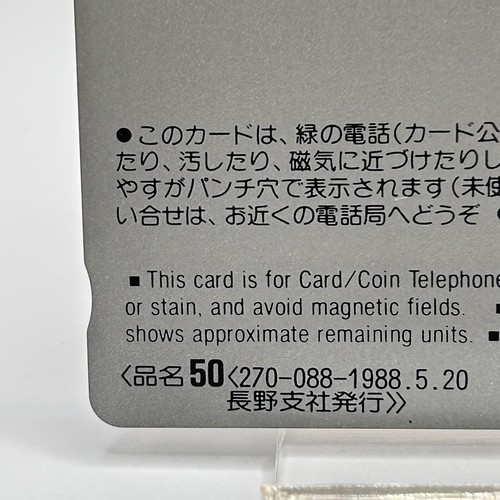 ●このカードは、緑の電話(カード公
たり、汚したり、磁気に近づけたりし
やすがパンチ穴で表示されます(未使
い合せは、お近くの電話局へどうぞ
■ This card is for Card/Coin Telephone
or stain, and avoid magnetic fields. ■
shows approximate remaining units. ■
〈品名50〈270-088-1988.5.20
長野支社発行〉〉